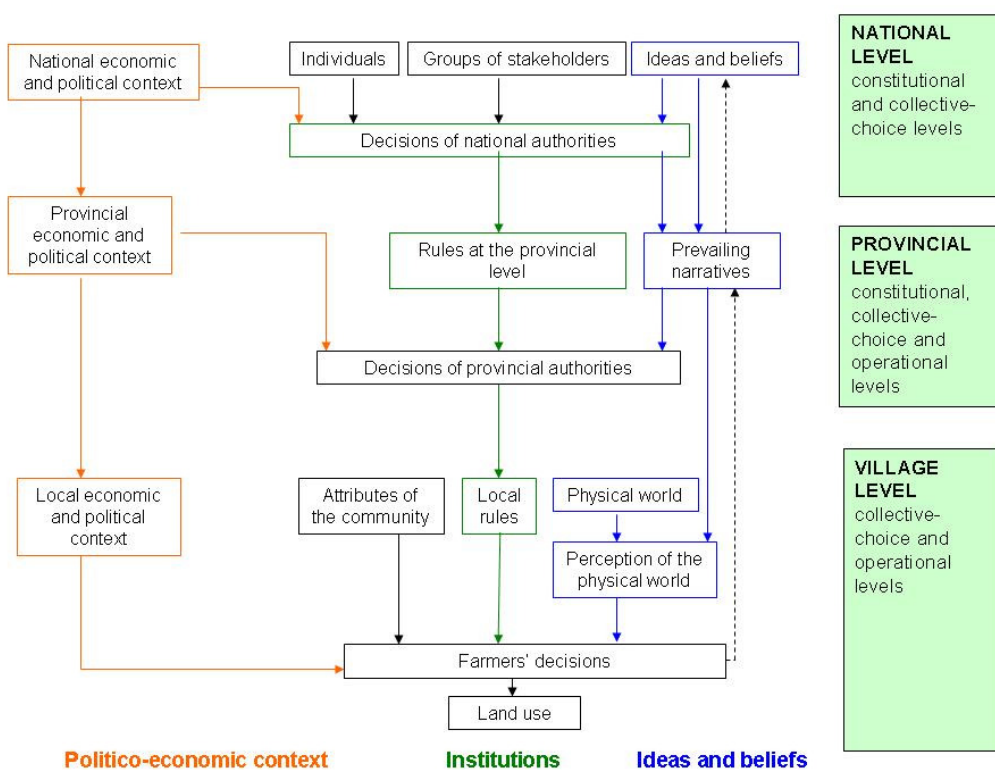 National economic
and political context
Individuals
Groups of stakeholders
Ideas and beliefs
NATIONAL
LEVEL
constitutional
and collective-
choice levels
Decisions of national authorities
Provincial
economic and
political context
Rules at the provincial
level
Prevailing
narratives
PROVINCIAL
LEVEL
constitutional,
collective-
choice and
operational
levels
Decisions of provincial authorities
Local economic
and political
context
Attributes of
the community
Local
rules
Physical world
Perception of the
physical world
VILLAGE
LEVEL
collective-
choice and
operational
levels
Farmers' decisions
Land use
Politico-economic context
Institutions
Ideas and beliefs